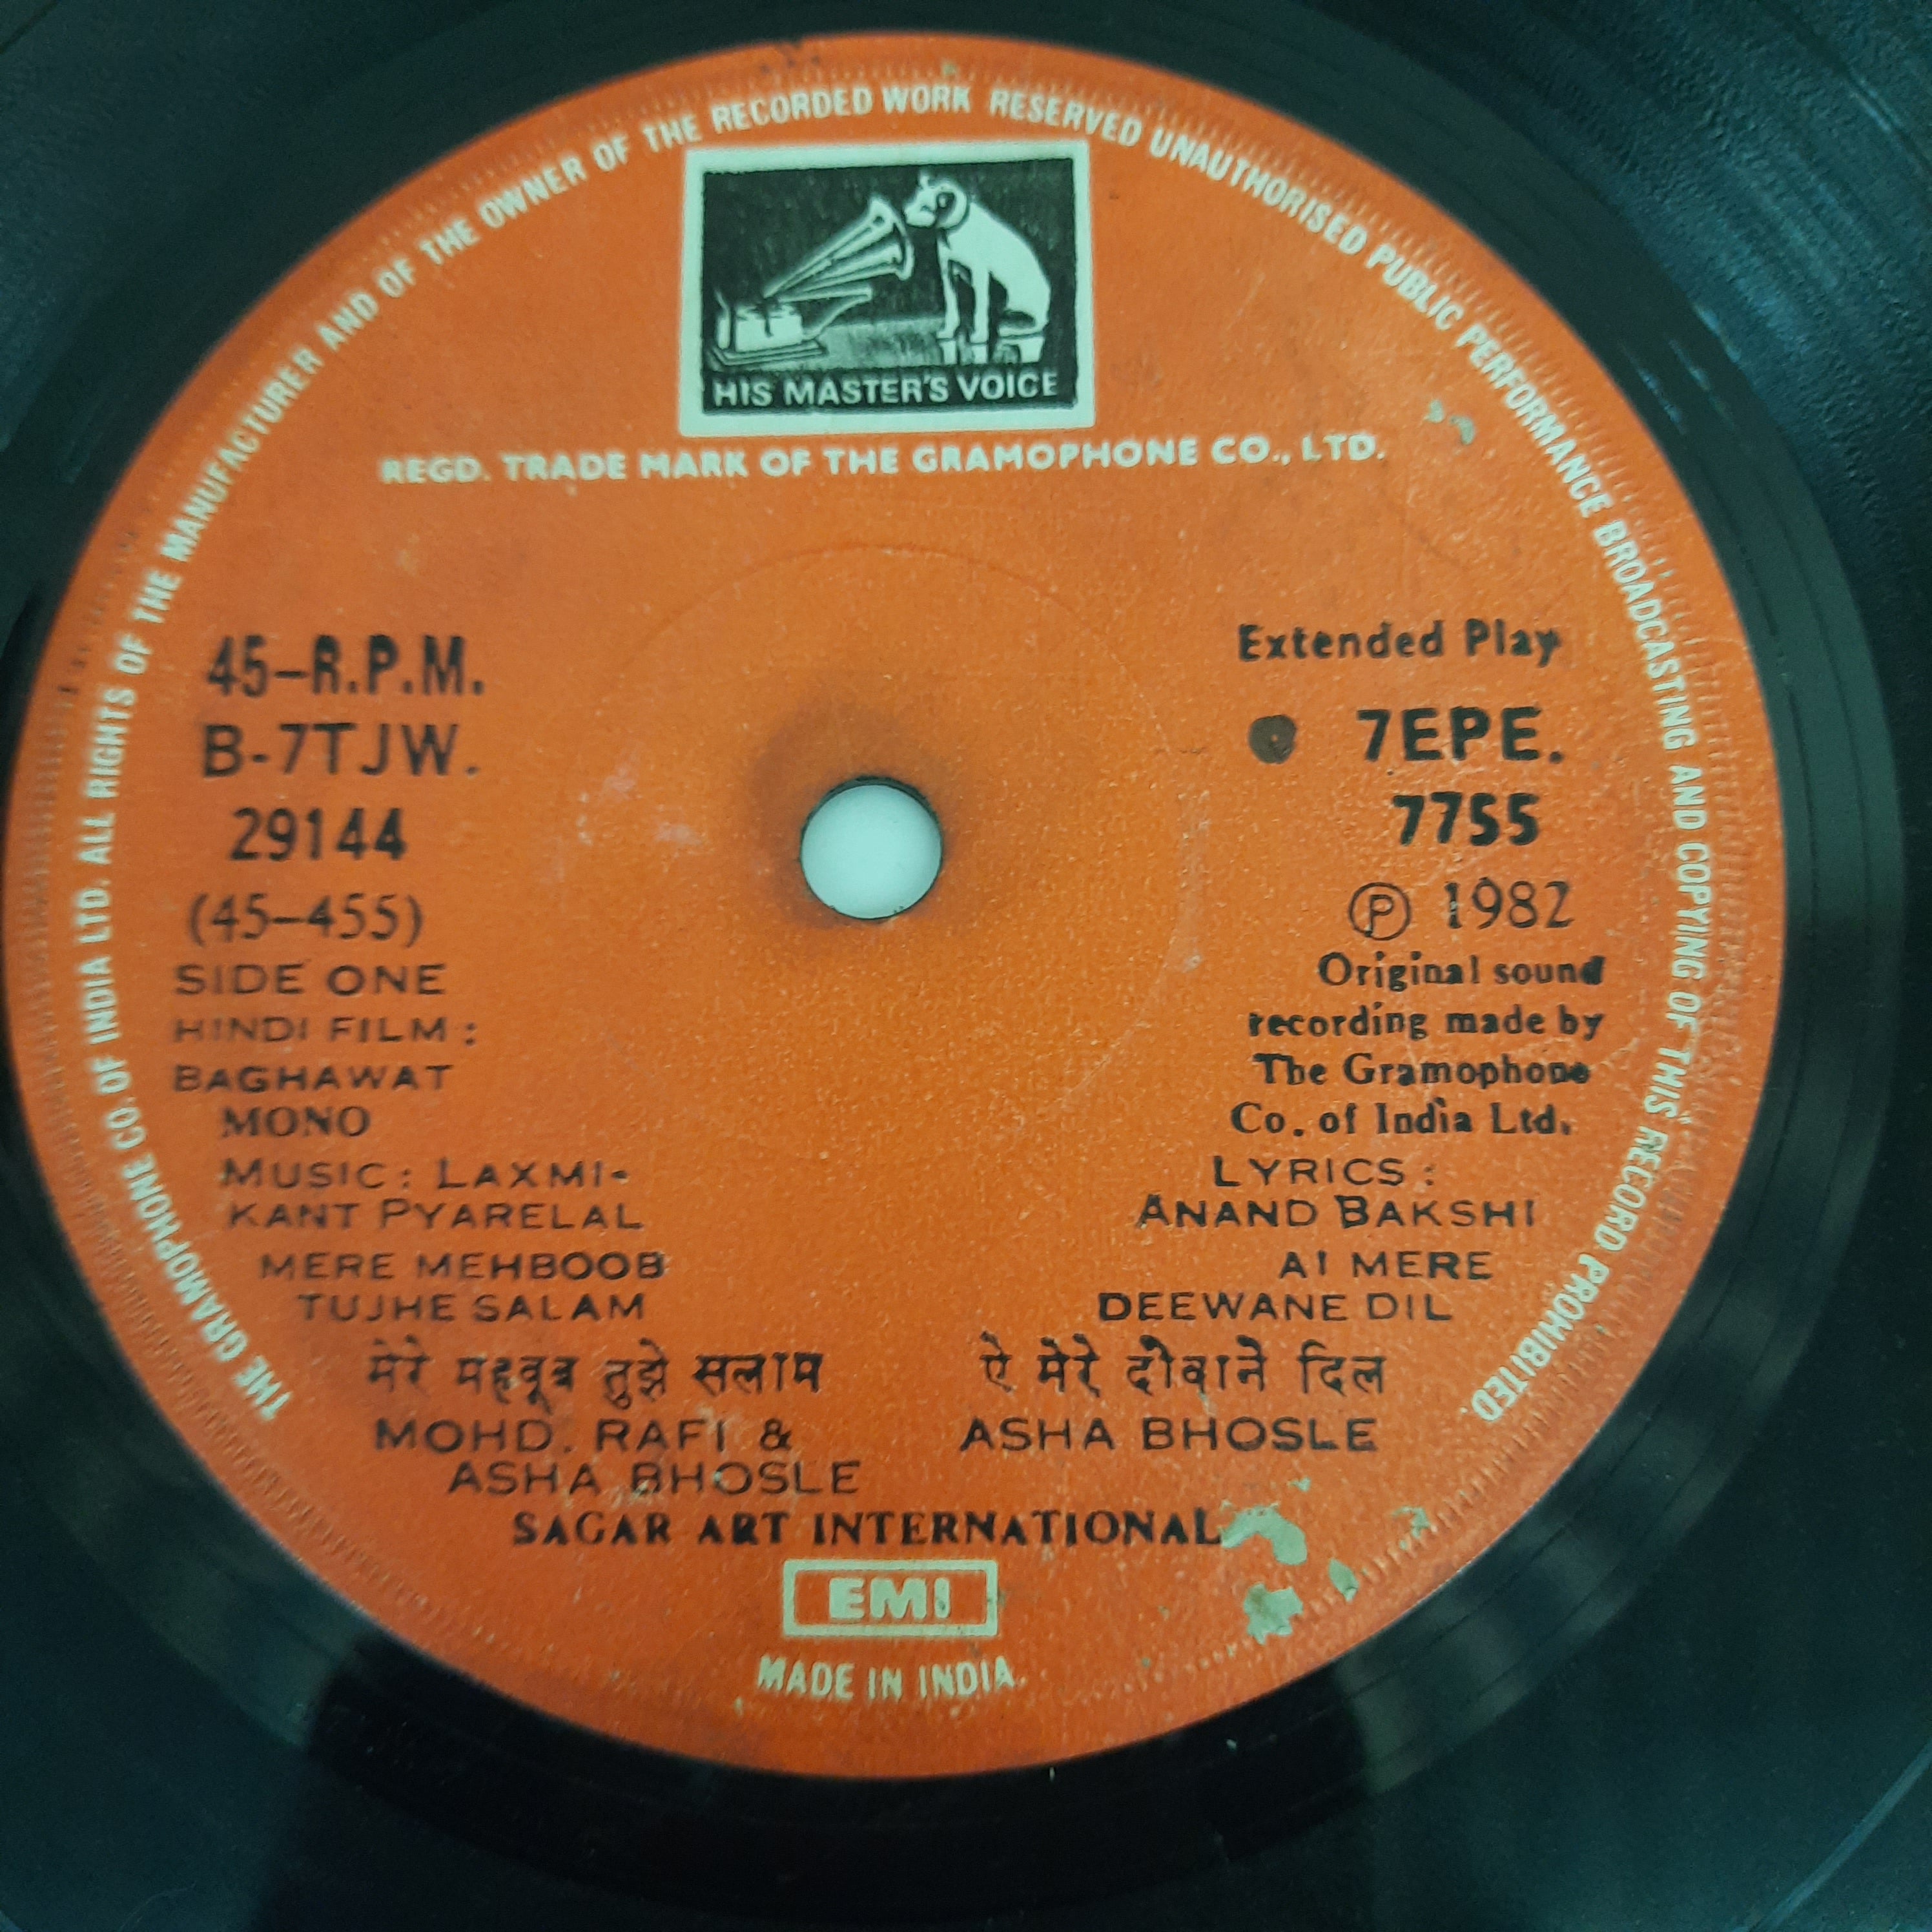 THE GRAMOPHONE CO. OF INDIA LTD. ALL RIGHTS OF THE MANUFACTURER AND OF THE OWNER OF THE RECORDED WORK RESERVED UNAUTHORISED PUBLIC PERFORMANCE BROADCASTING AND COPYING OF THIS RECORD PROHIBITED
HIS MASTER'S VOICE
REGD. TRADE MARK OF THE GRAMOPHONE CO., LTD.
45-R.P.M.
B-7TJW.
29144
(45-455)
SIDE ONE
HINDI FILM :
BAGHAWAT
MONO
MUSIC : LAXMI-
KANT PYARELAL
MERE MEHBOOB
TUJHE SALAM
मेरे महबूब तुझे सलाम
MOHD. RAFI &
ASHA BHOSLE
Extended Play
7EPE.
7755
Ⓟ 1982
Original sound
recording made by
The Gramophone
Co. of India Ltd.
LYRICS :
ANAND BAKSHI
AI MERE
DEEWANE DIL
ऐ मेरे दीवाने दिल
ASHA BHOSLE
SAGAR ART INTERNATIONAL
EMI
MADE IN INDIA.